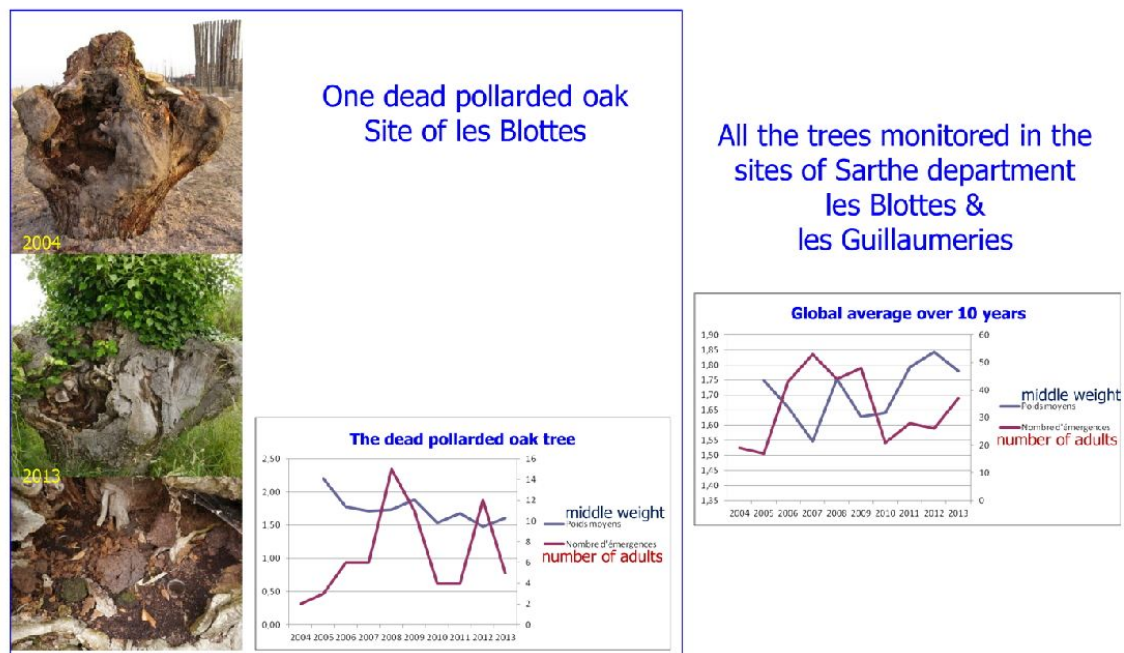 2004
2013
One dead pollarded oak
Site of les Blottes
The dead pollarded oak tree
2,50
2,00
1,50
1,00
0,50
0,00
16
14
12
10
8
6
4
2
0
2004 2005 2006 2007 2008 2009 2010 2011 2012 2013
middle weight
Poids moyens
Nombre d'émergences
number of adults
All the trees monitored in the
sites of Sarthe department
les Blottes &
les Guillaumeries
Global average over 10 years
1,90
1,85
1,80
1,75
1,70
1,65
1,60
1,55
1,50
1,45
1,40
1,35
60
50
40
30
20
10
0
2004 2005 2006 2007 2008 2009 2010 2011 2012 2013
middle weight
Poids moyens
Nombre d'émergences
number of adults